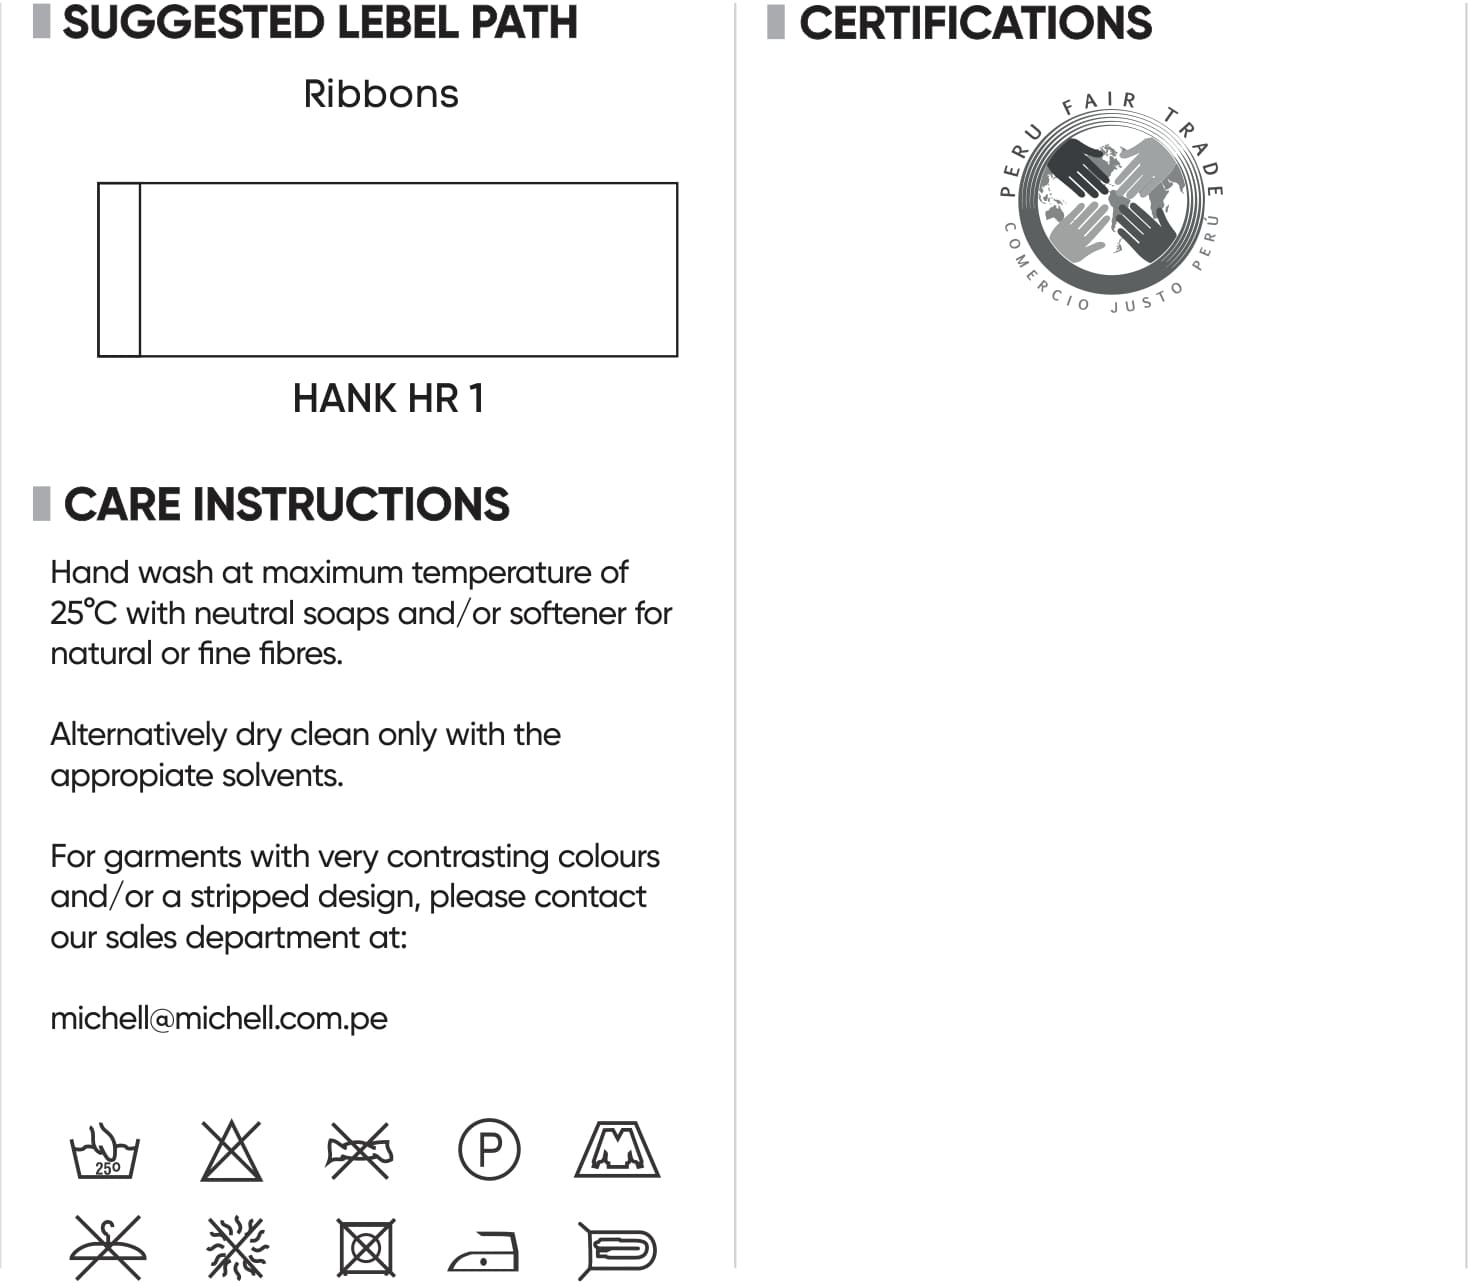 SUGGESTED LEBEL PATH
Ribbons
HANK HR 1
CARE INSTRUCTIONS
Hand wash at maximum temperature of
25°C with neutral soaps and/or softener for
natural or fine fibres.
Alternatively dry clean only with the
appropiate solvents.
For garments with very contrasting colours
and/or a stripped design, please contact
our sales department at:
michell@michell.com.pe
25º
P
CERTIFICATIONS
PERU FAIR TRADE
COMERCIO JUSTO PERÚ